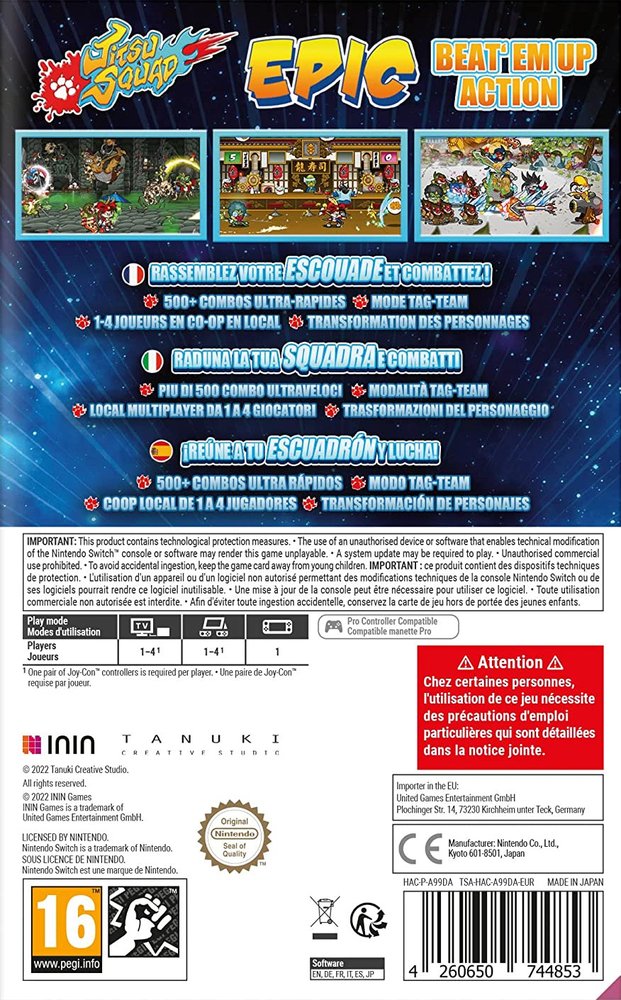 JITSU SQUAD
EPIC
BEAT'EM UP
ACTION
5
0
龍寿司
RASSEMBLEZ VOTRE ESCOUADE ET COMBATTEZ !
500+ COMBOS ULTRA-RAPIDES MODE TAG-TEAM
1-4 JOUEURS EN CO-OP EN LOCAL TRANSFORMATION DES PERSONNAGES
RADUNA LA TUA SQUADRA E COMBATTI
PIU DI 500 COMBO ULTRAVELOCI MODALITÀ TAG-TEAM
LOCAL MULTIPLAYER DA 1 A 4 GIOCATORI TRASFORMAZIONI DEL PERSONAGGIO
¡REÚNE A TU ESCUADRÓN Y LUCHA!
500+ COMBOS ULTRA RÁPIDOS MODO TAG-TEAM
COOP LOCAL DE 1 A 4 JUGADORES TRANSFORMACIÓN DE PERSONAJES
IMPORTANT: This product contains technological protection measures. • The use of an unauthorised device or software that enables technical modification
of the Nintendo Switch™ console or software may render this game unplayable. • A system update may be required to play. • Unauthorised commercial
use prohibited. • To avoid accidental ingestion, keep the game card away from young children. IMPORTANT : ce produit contient des dispositifs techniques
de protection. • L'utilisation d'un appareil ou d'un logiciel non autorisé permettant des modifications techniques de la console Nintendo Switch ou de
ses logiciels pourrait rendre ce logiciel inutilisable. • Une mise à jour de la console peut être nécessaire pour utiliser ce logiciel. • Toute utilisation
commerciale non autorisée est interdite. • Afin d'éviter toute ingestion accidentelle, conservez la carte de jeu hors de portée des jeunes enfants.
Play mode
Modes d'utilisation
TV
Pro Controller Compatible
Compatible manette Pro
Players
Joueurs
1-4¹ 1-4¹ 1
¹ One pair of Joy-Con™ controllers is required per player. • Une paire de Joy-Con™
requise par joueur.
Attention
Chez certaines personnes,
l'utilisation de ce jeu nécessite
des précautions d'emploi
particulières qui sont détaillées
dans la notice jointe.
ININ
TANUKI
CREATIVE STUDIO
© 2022 Tanuki Creative Studio.
All rights reserved.
© 2022 ININ Games
ININ Games is a trademark of
United Games Entertainment GmbH.
LICENSED BY NINTENDO.
Nintendo Switch is a trademark of Nintendo.
SOUS LICENCE DE NINTENDO.
Nintendo Switch est une marque de Nintendo.
Original
Nintendo
Seal of
Quality
Importer in the EU:
United Games Entertainment GmbH
Plochinger Str. 14, 73230 Kirchheim unter Teck, Germany
CE
Manufacturer: Nintendo Co., Ltd.,
Kyoto 601-8501, Japan
HAC-P-A99DA TSA-HAC-A99DA-EUR MADE IN JAPAN
16
www.pegi.info
Software
EN, DE, FR, IT, ES, JP
4 260650 744853